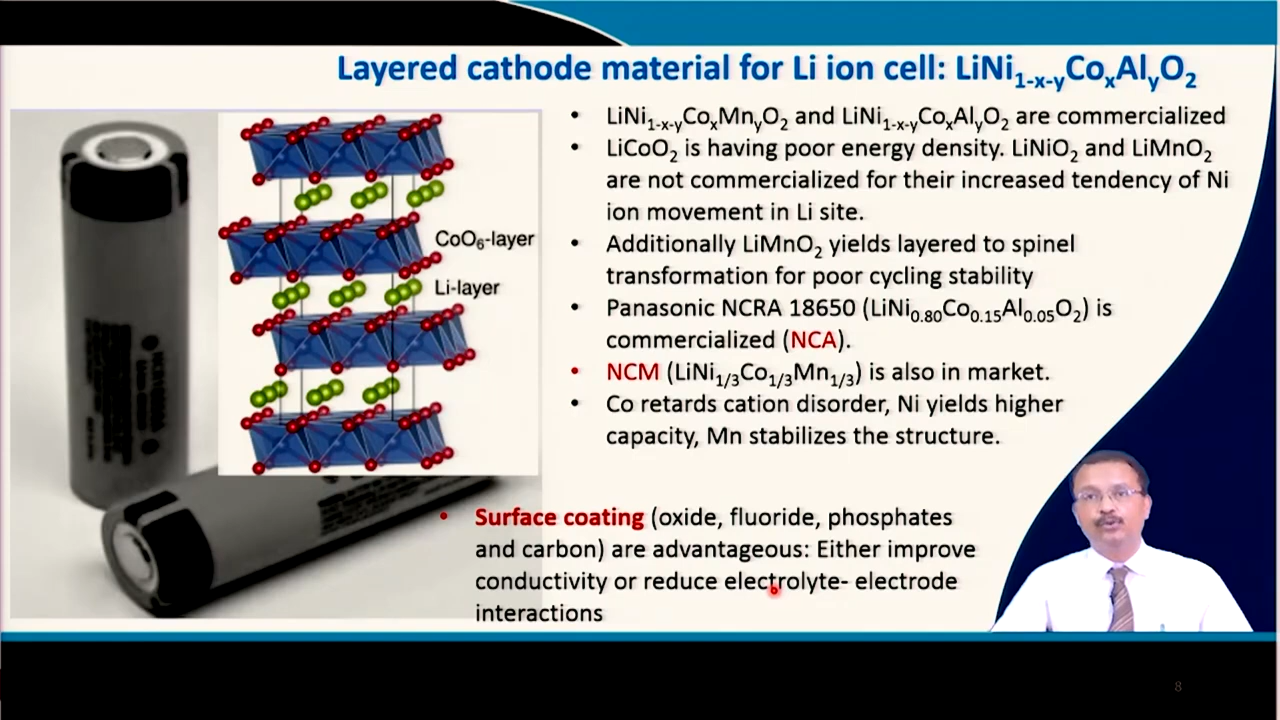 Layered cathode material for Li ion cell: LiNi₁₋ₓ₋ᵧCoₓAlᵧO₂
• LiNi₁₋ₓ₋ᵧCoₓMnᵧO₂ and LiNi₁₋ₓ₋ᵧCoₓAlᵧO₂ are commercialized
• LiCoO₂ is having poor energy density. LiNiO₂ and LiMnO₂
are not commercialized for their increased tendency of Ni
ion movement in Li site.
• Additionally LiMnO₂ yields layered to spinel
transformation for poor cycling stability
• Panasonic NCRA 18650 (LiNi₀.₈₀Co₀.₁₅Al₀.₀₅O₂) is
commercialized (NCA).
• NCM (LiNi₁/₃Co₁/₃Mn₁/₃) is also in market.
• Co retards cation disorder, Ni yields higher
capacity, Mn stabilizes the structure.
CoO₆-layer
Li-layer
• Surface coating (oxide, fluoride, phosphates
and carbon) are advantageous: Either improve
conductivity or reduce electrolyte- electrode
interactions
8